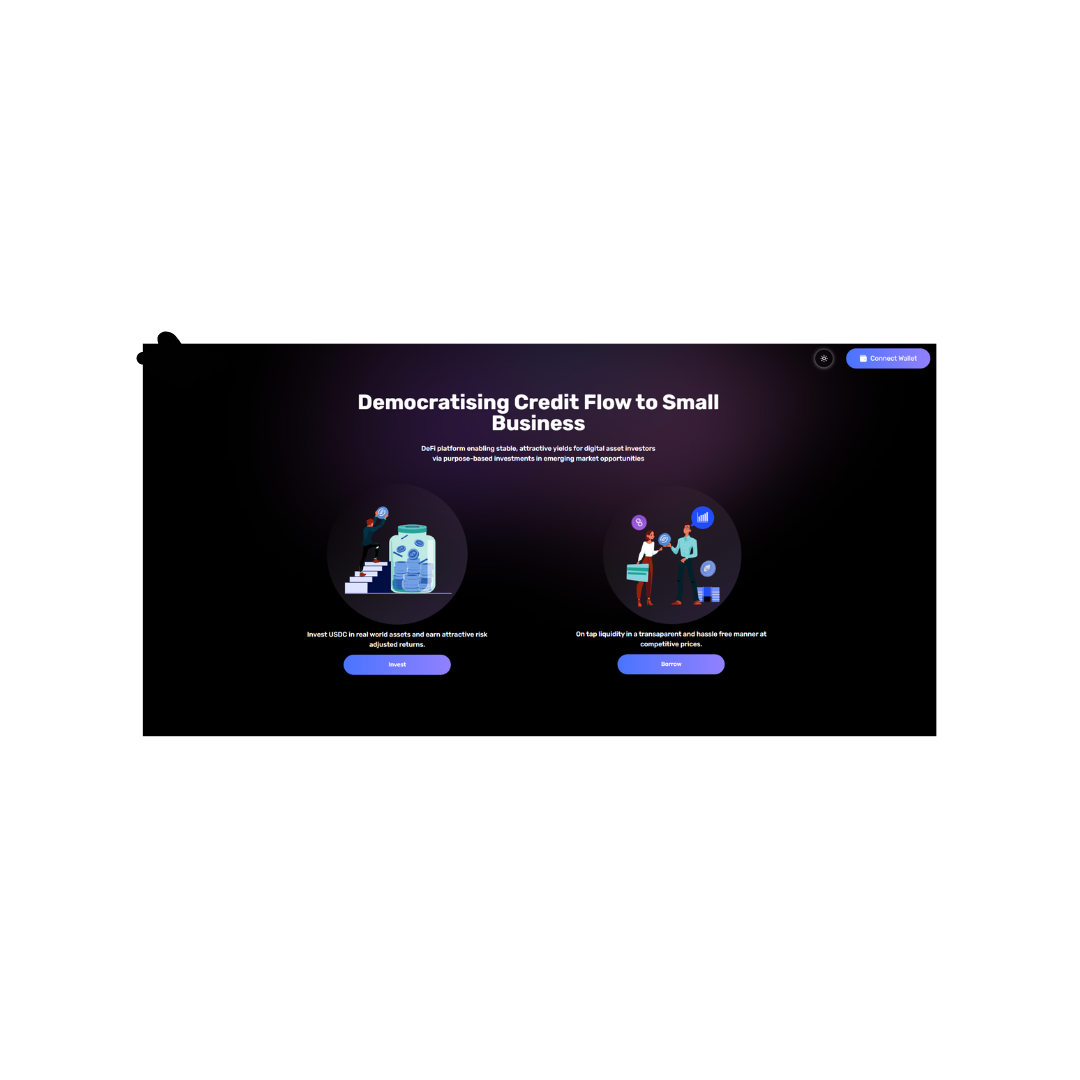 Connect Wallet
Democratising Credit Flow to Small
Business
DeFi platform enabling stable, attractive yields for digital asset investors
via purpose-based investments in emerging market opportunities
Invest USDC in real world assets and earn attractive risk
adjusted returns.
Invest
On tap liquidity in a transaparent and hassle free manner at
competitive prices.
Borrow